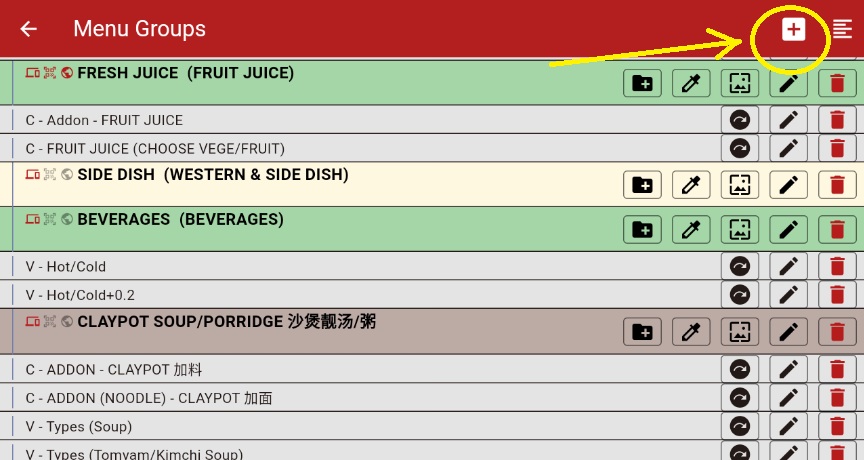 Menu Groups
FRESH JUICE (FRUIT JUICE)
C - Addon - FRUIT JUICE
C - FRUIT JUICE (CHOOSE VEGE/FRUIT)
SIDE DISH (WESTERN & SIDE DISH)
BEVERAGES (BEVERAGES)
V - Hot/Cold
V - Hot/Cold+0.2
CLAYPOT SOUP/PORRIDGE 沙煲靓汤/粥
C - ADDON - CLAYPOT 加料
C - ADDON (NOODLE) - CLAYPOT 加面
V - Types (Soup)
V - Types (Tomyam/Kimchi Soup)